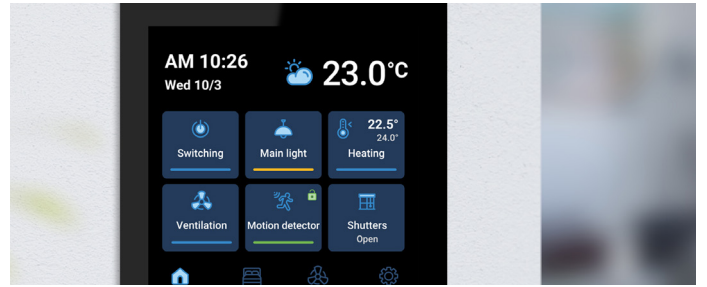 AM 10:26
Wed 10/3
23.0°C
Switching
Main light
22.5°
24.0°
Heating
Ventilation
Motion detector
Shutters
Open